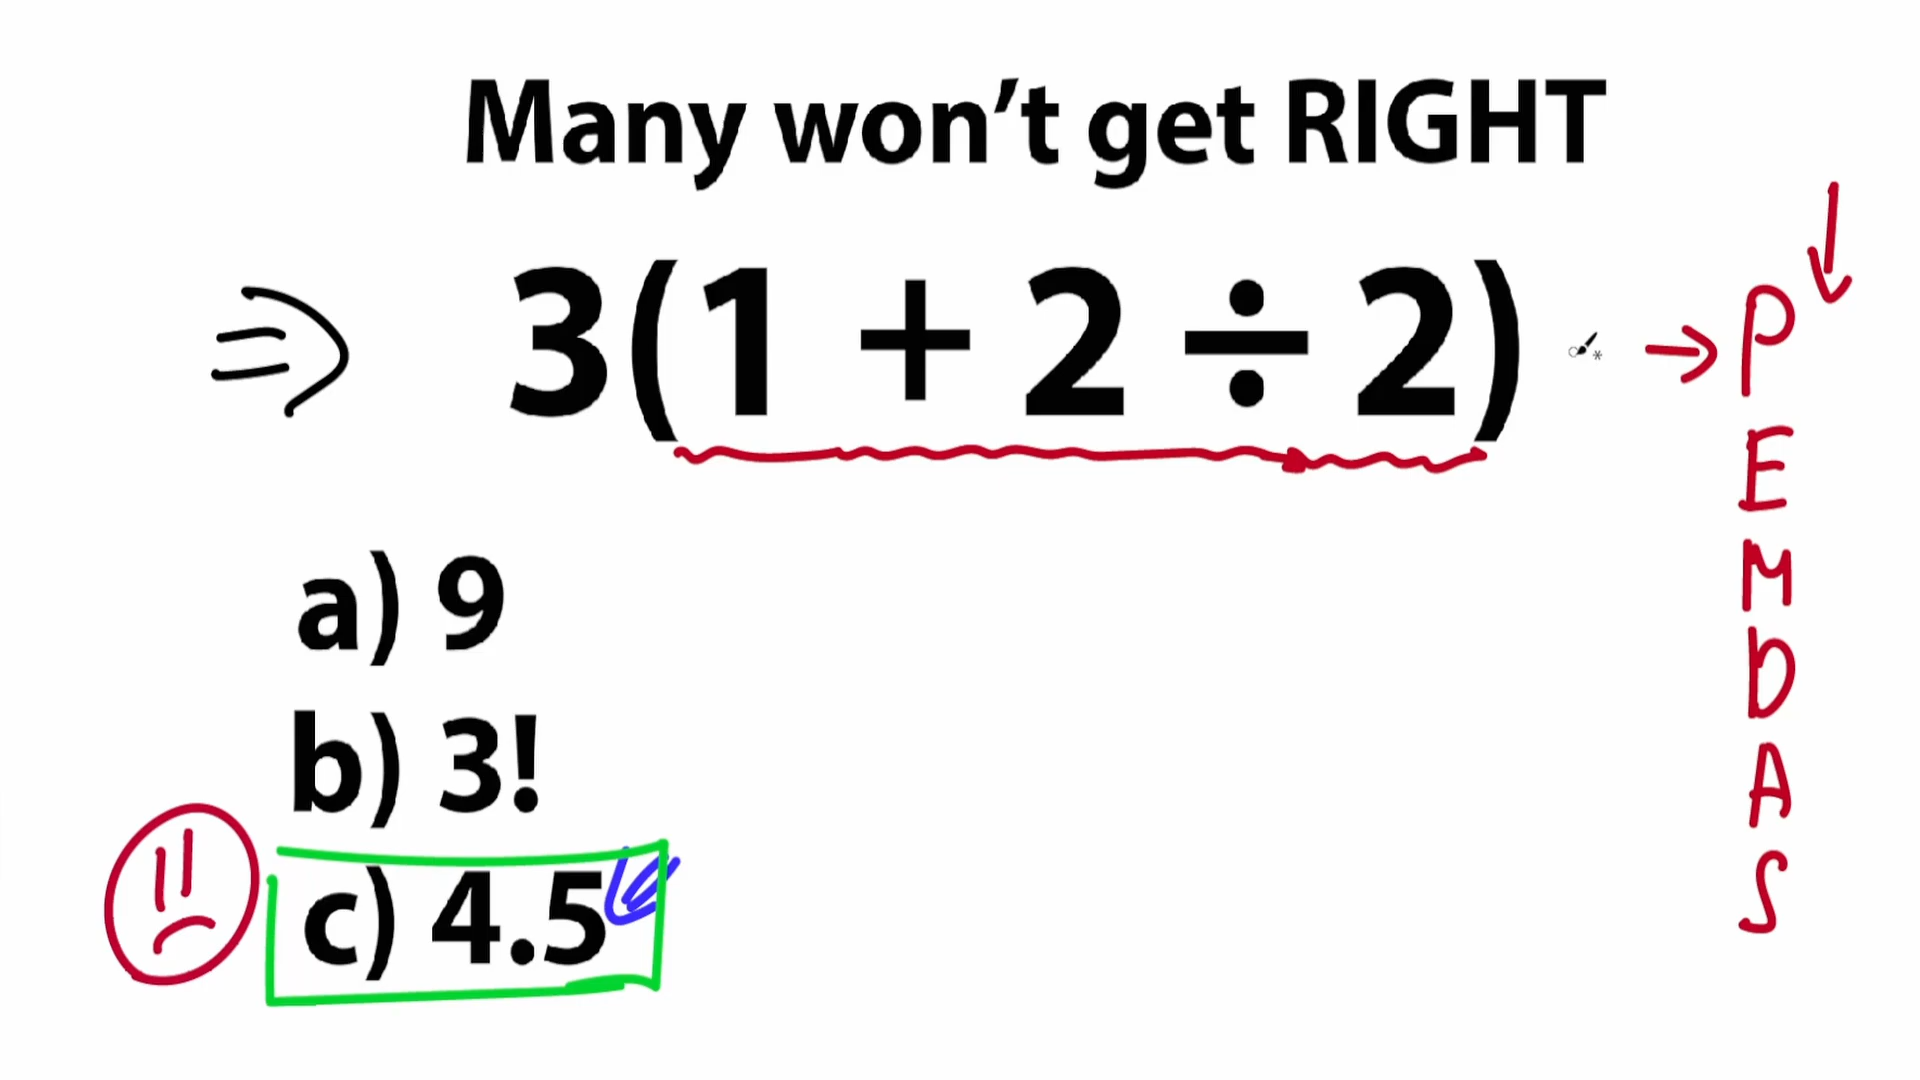 Many won’t get RIGHT
⇒ 3(1 + 2 ÷ 2) → P
E
M
D
A
S
a) 9
b) 3!
c) 4.5